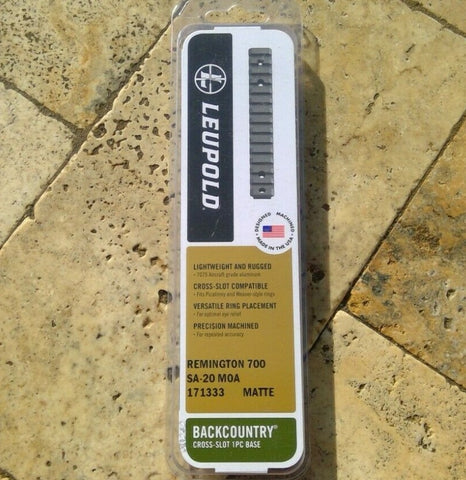 LEUPOLD
DESIGNED MACHINED
MADE IN THE USA
LIGHTWEIGHT AND RUGGED
• 7075 Aircraft grade aluminum
CROSS-SLOT COMPATIBLE
• Fits Picatinny and Weaver-style rings
VERSATILE RING PLACEMENT
• For optimal eye relief
PRECISION MACHINED
• For repeated accuracy
REMINGTON 700
SA-20 MOA
171333 MATTE
BACKCOUNTRY®
CROSS-SLOT 1PC BASE